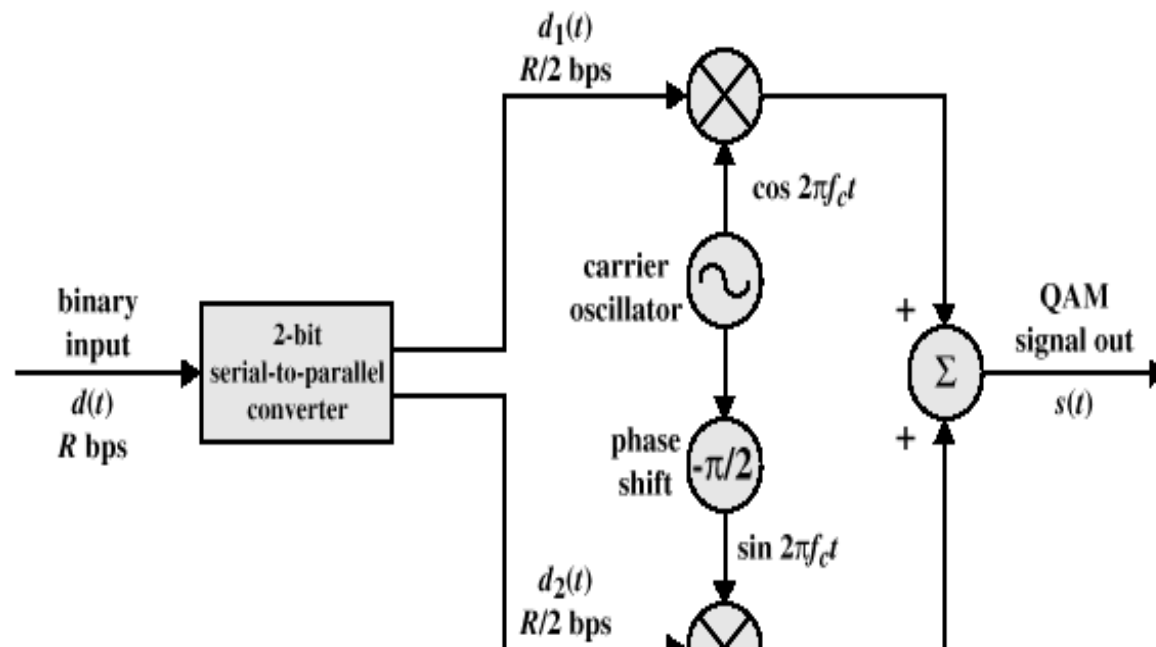 d1(t)
R/2 bps
cos 2πfct
carrier
oscillator
binary
input
d(t)
R bps
2-bit
serial-to-parallel
converter
+
QAM
signal out
Σ
s(t)
+
phase
shift
-π/2
sin 2πfct
d2(t)
R/2 bps